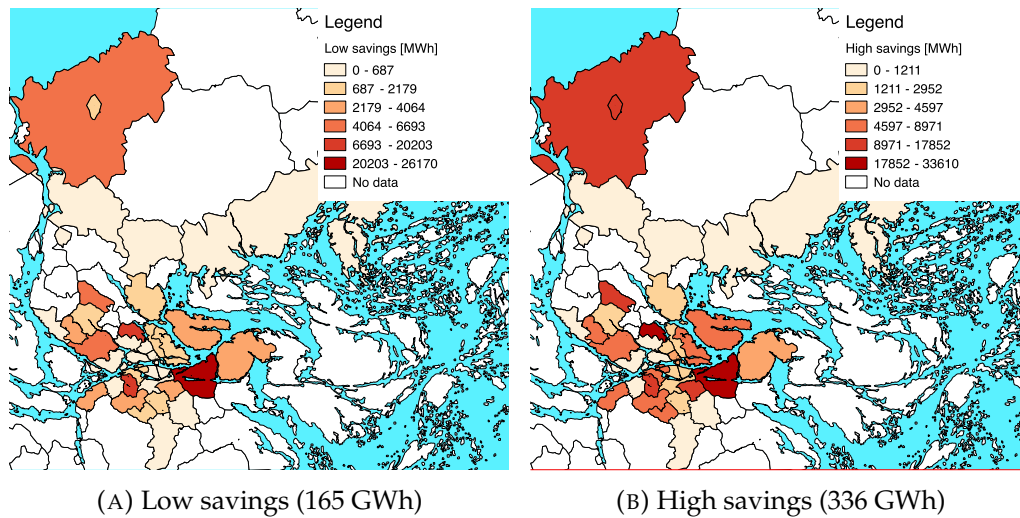 Legend
Low savings [MWh]
0 - 687
687 - 2179
2179 - 4064
4064 - 6693
6693 - 20203
20203 - 26170
No data
(A) Low savings (165 GWh)
Legend
High savings [MWh]
0 - 1211
1211 - 2952
2952 - 4597
4597 - 8971
8971 - 17852
17852 - 33610
No data
(B) High savings (336 GWh)